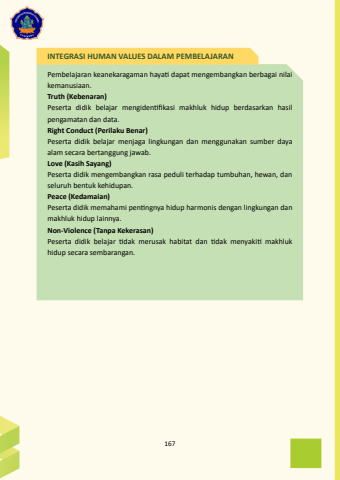 INTEGRASI HUMAN VALUES DALAM PEMBELAJARAN
Pembelajaran keanekaragaman hayati dapat mengembangkan berbagai nilai
kemanusiaan.
Truth (Kebenaran)
Peserta didik belajar mengidentifikasi makhluk hidup berdasarkan hasil
pengamatan dan data.
Right Conduct (Perilaku Benar)
Peserta didik belajar menjaga lingkungan dan menggunakan sumber daya
alam secara bertanggung jawab.
Love (Kasih Sayang)
Peserta didik mengembangkan rasa peduli terhadap tumbuhan, hewan, dan
seluruh bentuk kehidupan.
Peace (Kedamaian)
Peserta didik memahami pentingnya hidup harmonis dengan lingkungan dan
makhluk hidup lainnya.
Non-Violence (Tanpa Kekerasan)
Peserta didik belajar tidak merusak habitat dan tidak menyakiti makhluk
hidup secara sembarangan.
167